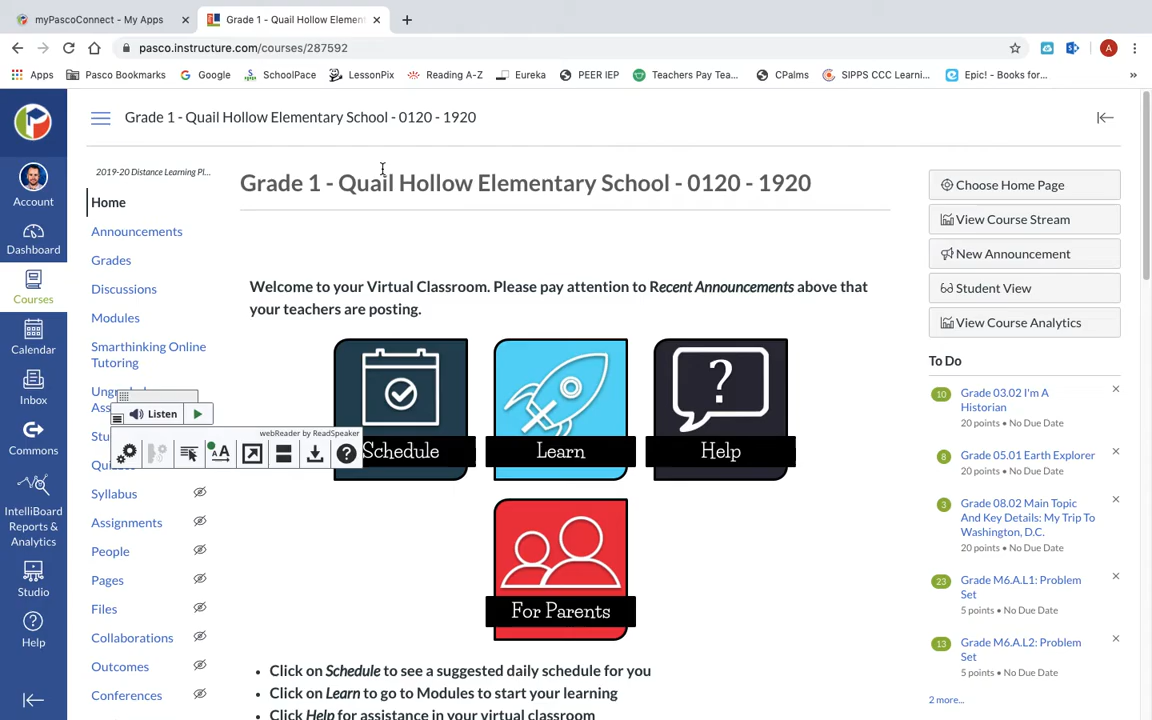 myPascoConnect - My Apps
Grade 1 - Quail Hollow Element
pasco.instructure.com/courses/287592
A
Apps
Pasco Bookmarks
Google
SchoolPace
LessonPix
Reading A-Z
Eureka
PEER IEP
Teachers Pay Tea...
CPalms
SIPPS CCC Learni...
Epic! - Books for...
»
Grade 1 - Quail Hollow Elementary School - 0120 - 1920
Account
Dashboard
Courses
Calendar
Inbox
Commons
IntelliBoard
Reports &
Analytics
Studio
Help
2019-20 Distance Learning Pl...
Home
Announcements
Grades
Discussions
Modules
Smarthinking Online
Tutoring
Listen
webReader by ReadSpeaker
Syllabus
Assignments
People
Pages
Files
Collaborations
Outcomes
Conferences
Grade 1 - Quail Hollow Elementary School - 0120 - 1920
Welcome to your Virtual Classroom. Please pay attention to Recent Announcements above that
your teachers are posting.
Schedule
Learn
Help
For Parents
• Click on Schedule to see a suggested daily schedule for you
• Click on Learn to go to Modules to start your learning
• Click Help for assistance in your virtual classroom
Choose Home Page
View Course Stream
New Announcement
Student View
View Course Analytics
To Do
10
Grade 03.02 I'm A
Historian
20 points • No Due Date
8
Grade 05.01 Earth Explorer
20 points • No Due Date
3
Grade 08.02 Main Topic
And Key Details: My Trip To
Washington, D.C.
20 points • No Due Date
23
Grade M6.A.L1: Problem
Set
5 points • No Due Date
13
Grade M6.A.L2: Problem
Set
5 points • No Due Date
2 more...